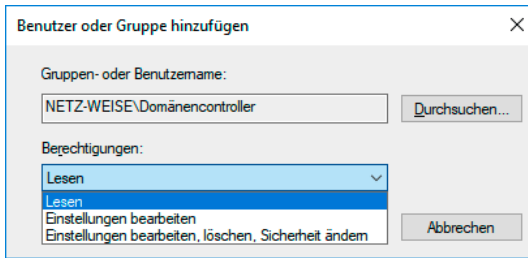 Benutzer oder Gruppe hinzufügen
Gruppen- oder Benutzername:
NETZ-WEISE\Domänencontroller
Durchsuchen...
Berechtigungen:
Lesen
Lesen
Einstellungen bearbeiten
Einstellungen bearbeiten, löschen, Sicherheit ändern
Abbrechen